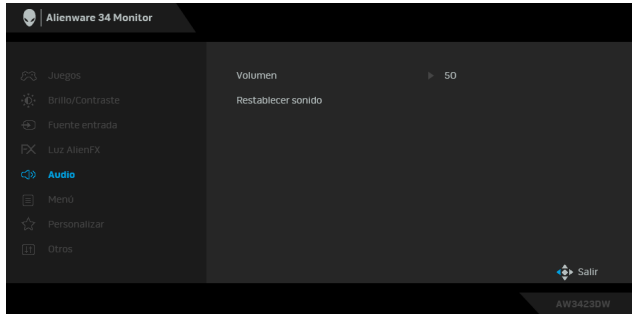 Alienware 34 Monitor
Juegos
Brillo/Contraste
Fuente entrada
FX Luz AlienFX
Audio
Menú
Personalizar
Otros
Volumen 50
Restablecer sonido
Salir
AW3423DW